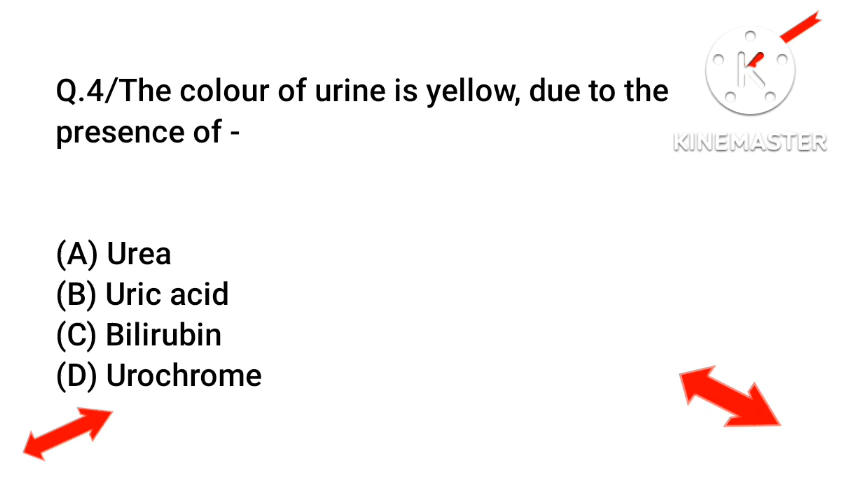 Q.4/The colour of urine is yellow, due to the
presence of -
KINEMASTER
(A) Urea
(B) Uric acid
(C) Bilirubin
(D) Urochrome